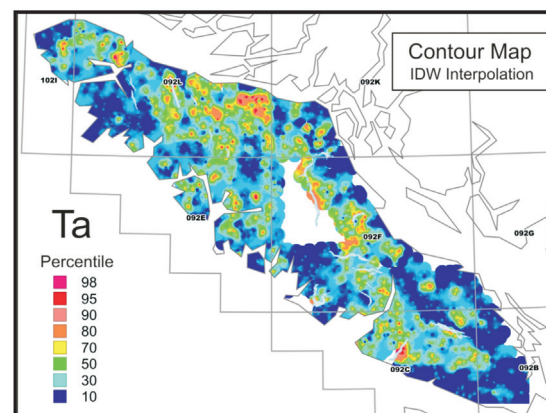 Contour Map
IDW Interpolation
102I
092L
092K
092E
092F
092G
092C
092B
Ta
Percentile
98
95
90
80
70
50
30
10